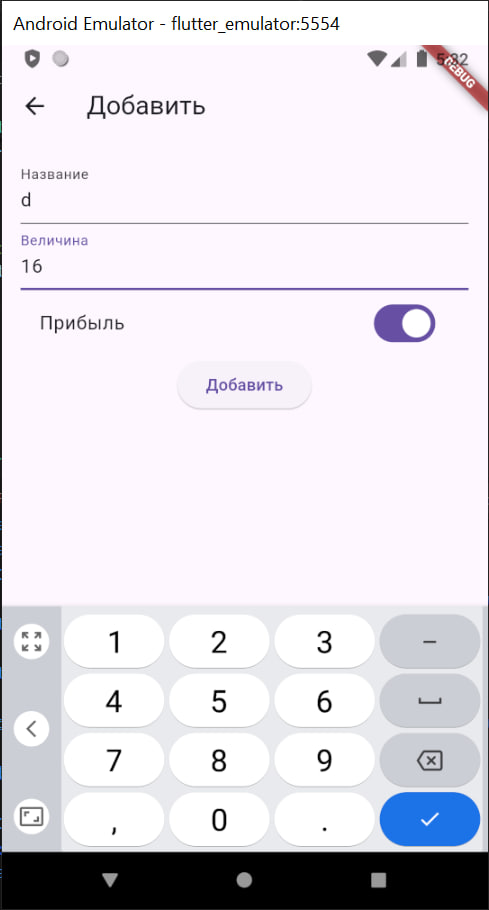 Android Emulator - flutter_emulator:5554
DEBUG
Добавить
Название
d
Величина
16
Прибыль
Добавить
1 2 3 –
4 5 6
7 8 9
, 0 .